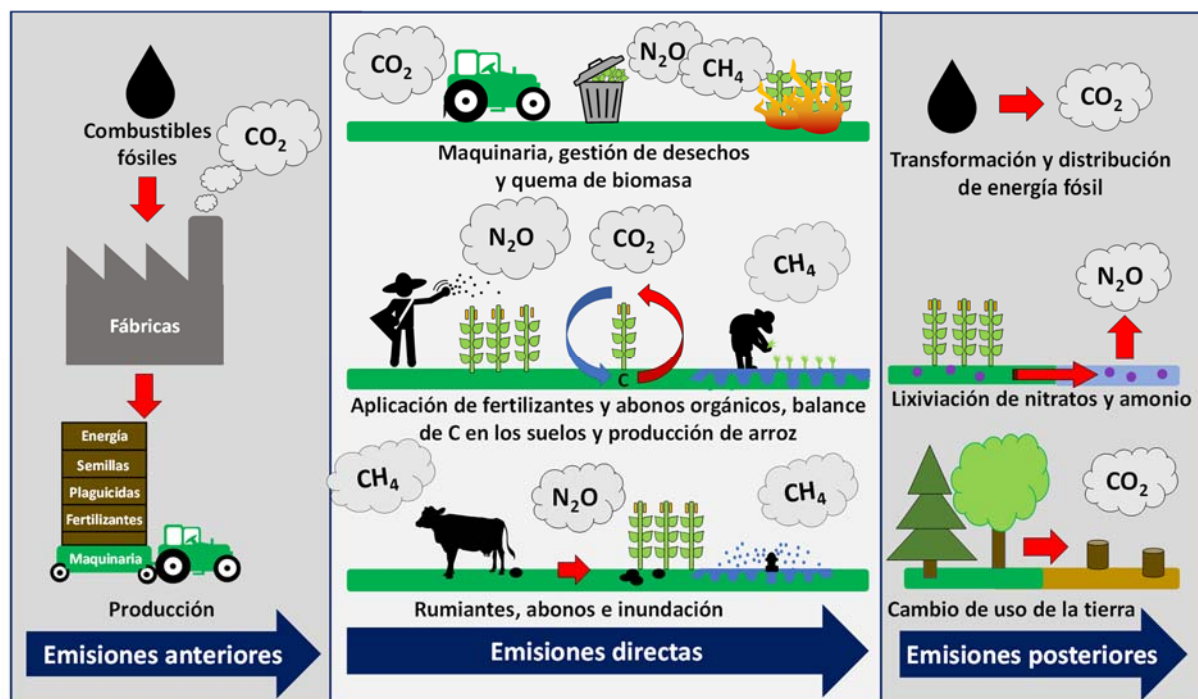 Combustibles
fósiles
CO₂
Fábricas
Energía
Semillas
Plaguicidas
Fertilizantes
Maquinaria
Producción
Emisiones anteriores
CO₂
N₂O
CH₄
Maquinaria, gestión de desechos
y quema de biomasa
N₂O
CO₂
CH₄
C
Aplicación de fertilizantes y abonos orgánicos, balance
de C en los suelos y producción de arroz
CH₄
N₂O
CH₄
Rumiantes, abonos e inundación
Emisiones directas
CO₂
Transformación y distribución
de energía fósil
N₂O
Lixiviación de nitratos y amonio
CO₂
Cambio de uso de la tierra
Emisiones posteriores